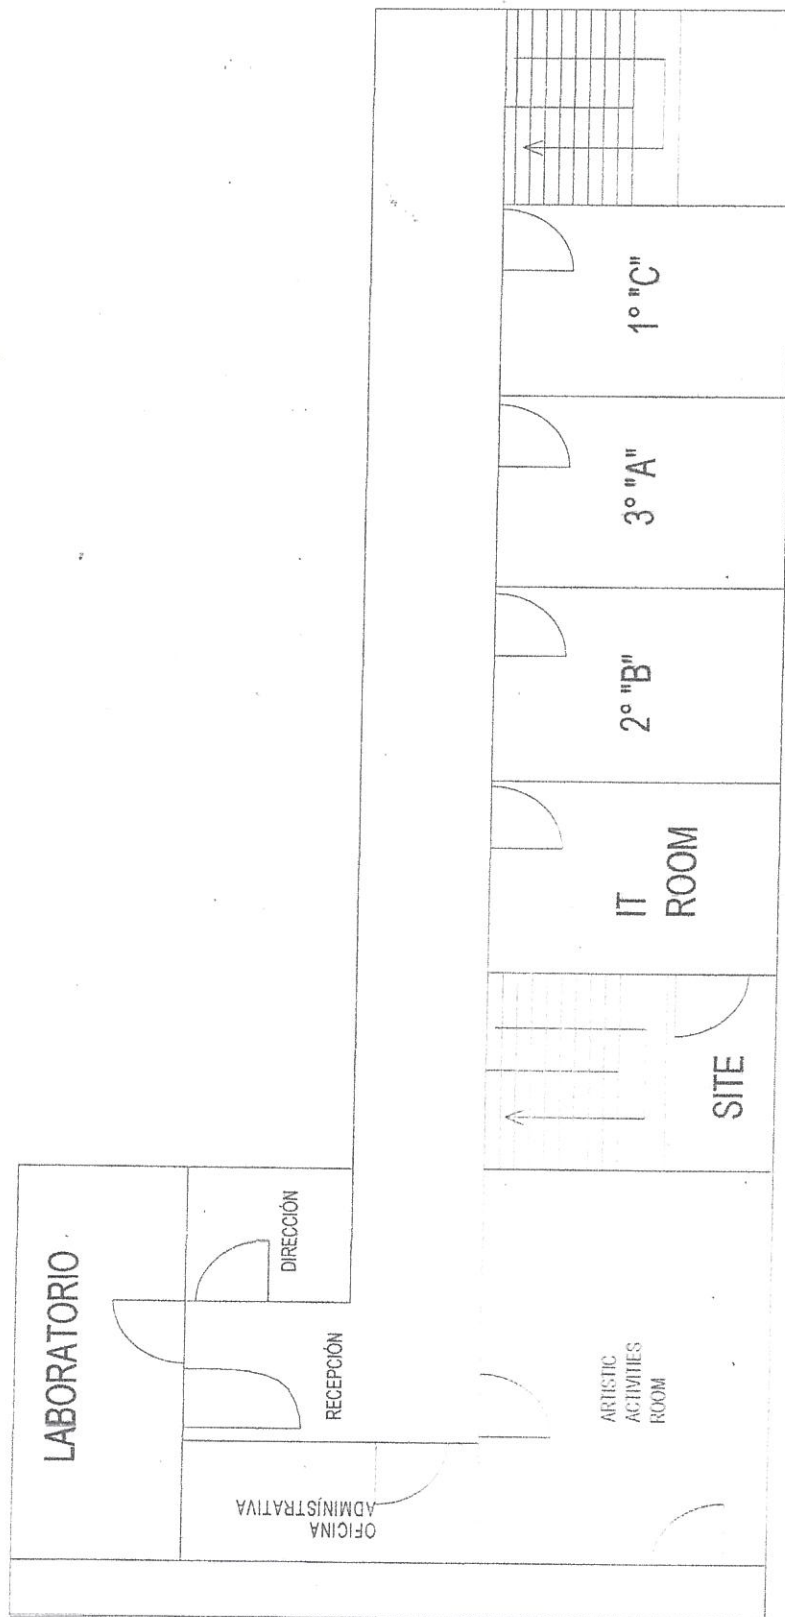 LABORATORIO
DIRECCIÓN
RECEPCIÓN
OFICINA
ADMINISTRATIVA
ARTISTIC
ACTIVITIES
ROOM
SITE
IT
ROOM
2° "B"
3° "A"
1° "C"